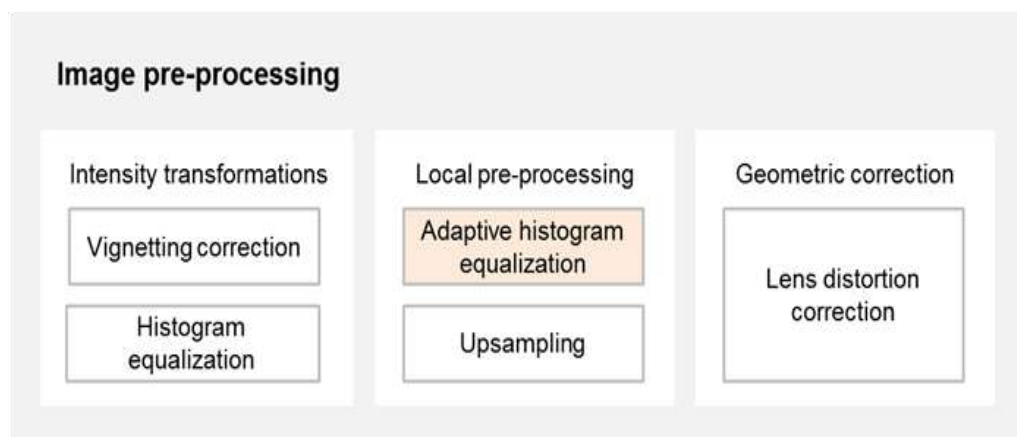 Image pre-processing
Intensity transformations
Vignetting correction
Histogram
equalization
Local pre-processing
Adaptive histogram
equalization
Upsampling
Geometric correction
Lens distortion
correction